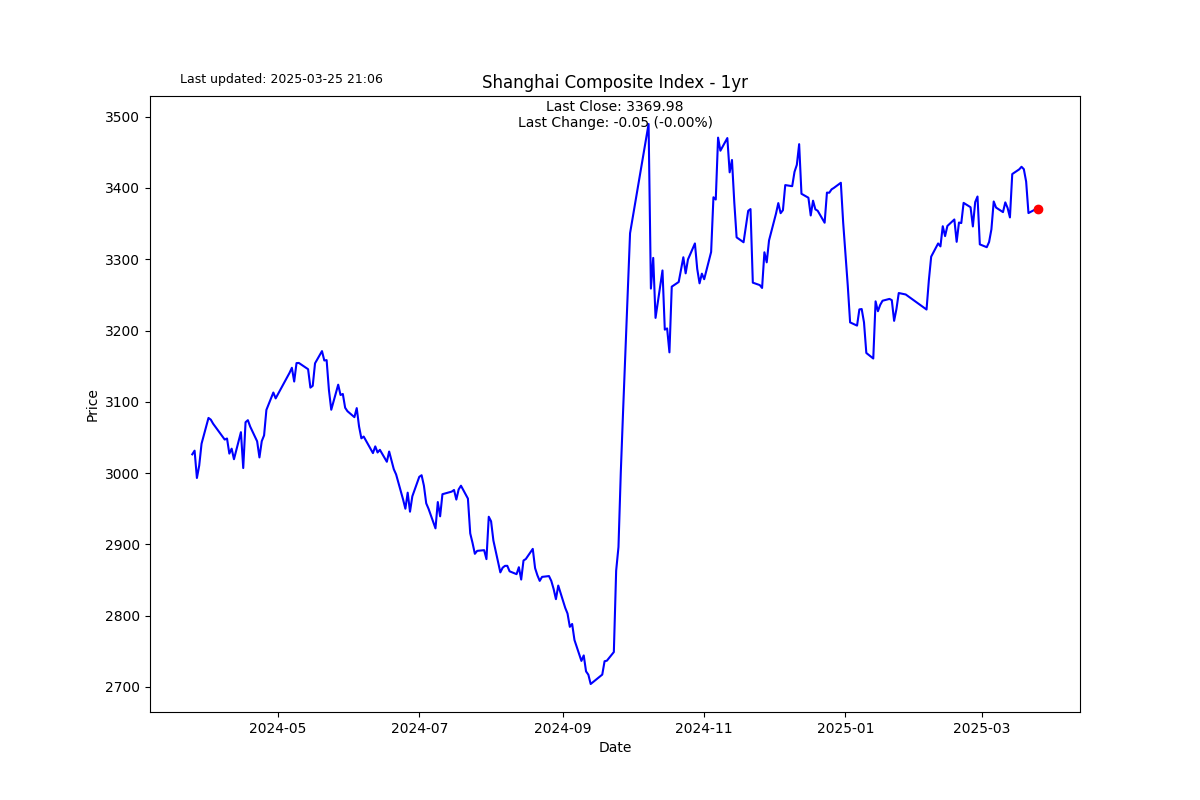 Last updated: 2025-03-25 21:06
Shanghai Composite Index - 1yr
Last Close: 3369.98
Last Change: -0.05 (-0.00%)
3500
3400
3300
3200
3100
3000
2900
2800
2700
Price
2024-05
2024-07
2024-09
2024-11
2025-01
2025-03
Date